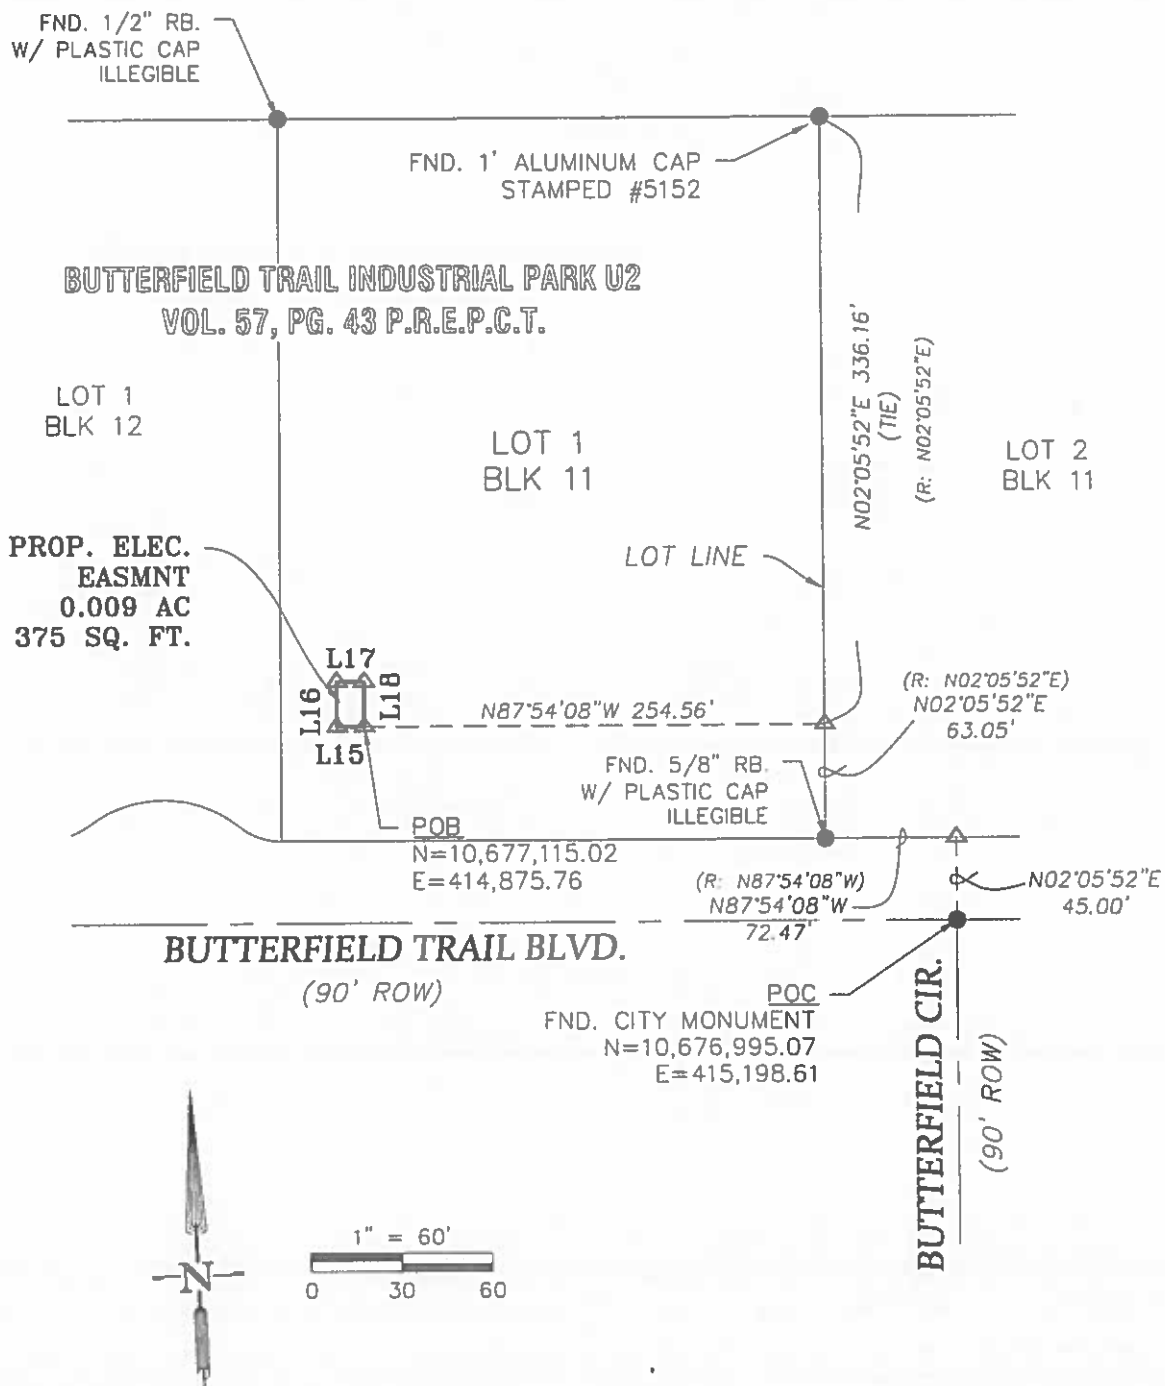 FND. 1/2" RB.
W/ PLASTIC CAP
ILLEGIBLE
FND. 1' ALUMINUM CAP
STAMPED #5152
BUTTERFIELD TRAIL INDUSTRIAL PARK U2
VOL. 57, PG. 43 P.R.E.P.C.T.
LOT 1
BLK 12
LOT 1
BLK 11
N02°05'52"E 336.16'
(TIE)
(R: N02°05'52"E)
LOT 2
BLK 11
PROP. ELEC.
EASMNT
0.009 AC
375 SQ. FT.
LOT LINE
L17
L16
L18
L15
N87°54'08"W 254.56'
(R: N02°05'52"E)
N02°05'52"E
63.05'
FND. 5/8" RB.
W/ PLASTIC CAP
ILLEGIBLE
POB
N=10,677,115.02
E=414,875.76
(R: N87°54'08"W)
N87°54'08"W
72.47'
N02°05'52"E
45.00'
BUTTERFIELD TRAIL BLVD.
(90' ROW)
POC
FND. CITY MONUMENT
N=10,676,995.07
E=415,198.61
BUTTERFIELD CIR.
(90' ROW)
N
1" = 60'
0 30 60